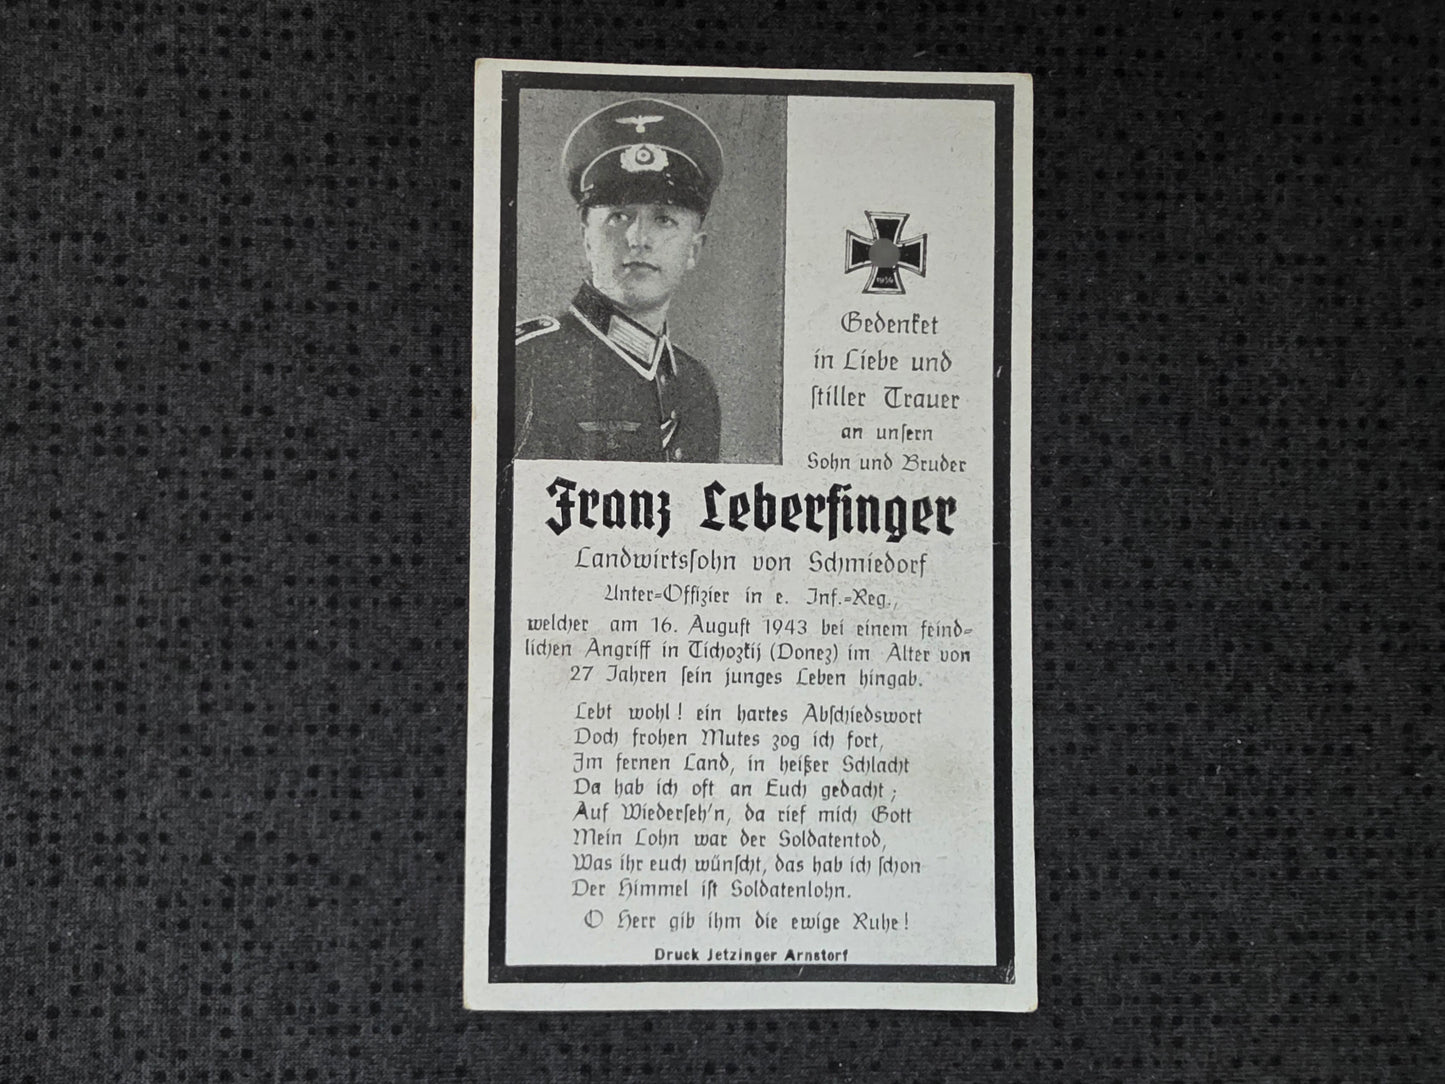 Gedenket
in Liebe und
stiller Trauer
an unsern
Sohn und Bruder
Franz Leberfinger
Landwirtssohn von Schmiedorf
Unter-Offizier in e. Inf.-Reg.,
welcher am 16. August 1943 bei einem feind-
lichen Angriff in Tichozkij (Donez) im Alter von
27 Jahren sein junges Leben hingab.
Lebt wohl! ein hartes Abschiedswort
Doch frohen Mutes zog ich fort,
Im fernen Land, in heißer Schlacht
Da hab ich oft an Euch gedacht;
Auf Wiederseh'n, da rief mich Gott
Mein Lohn war der Soldatentod,
Was ihr euch wünscht, das hab ich schon
Der Himmel ist Soldatenlohn.
O Herr gib ihm die ewige Ruhe!
Druck Jetzinger Arnstorf